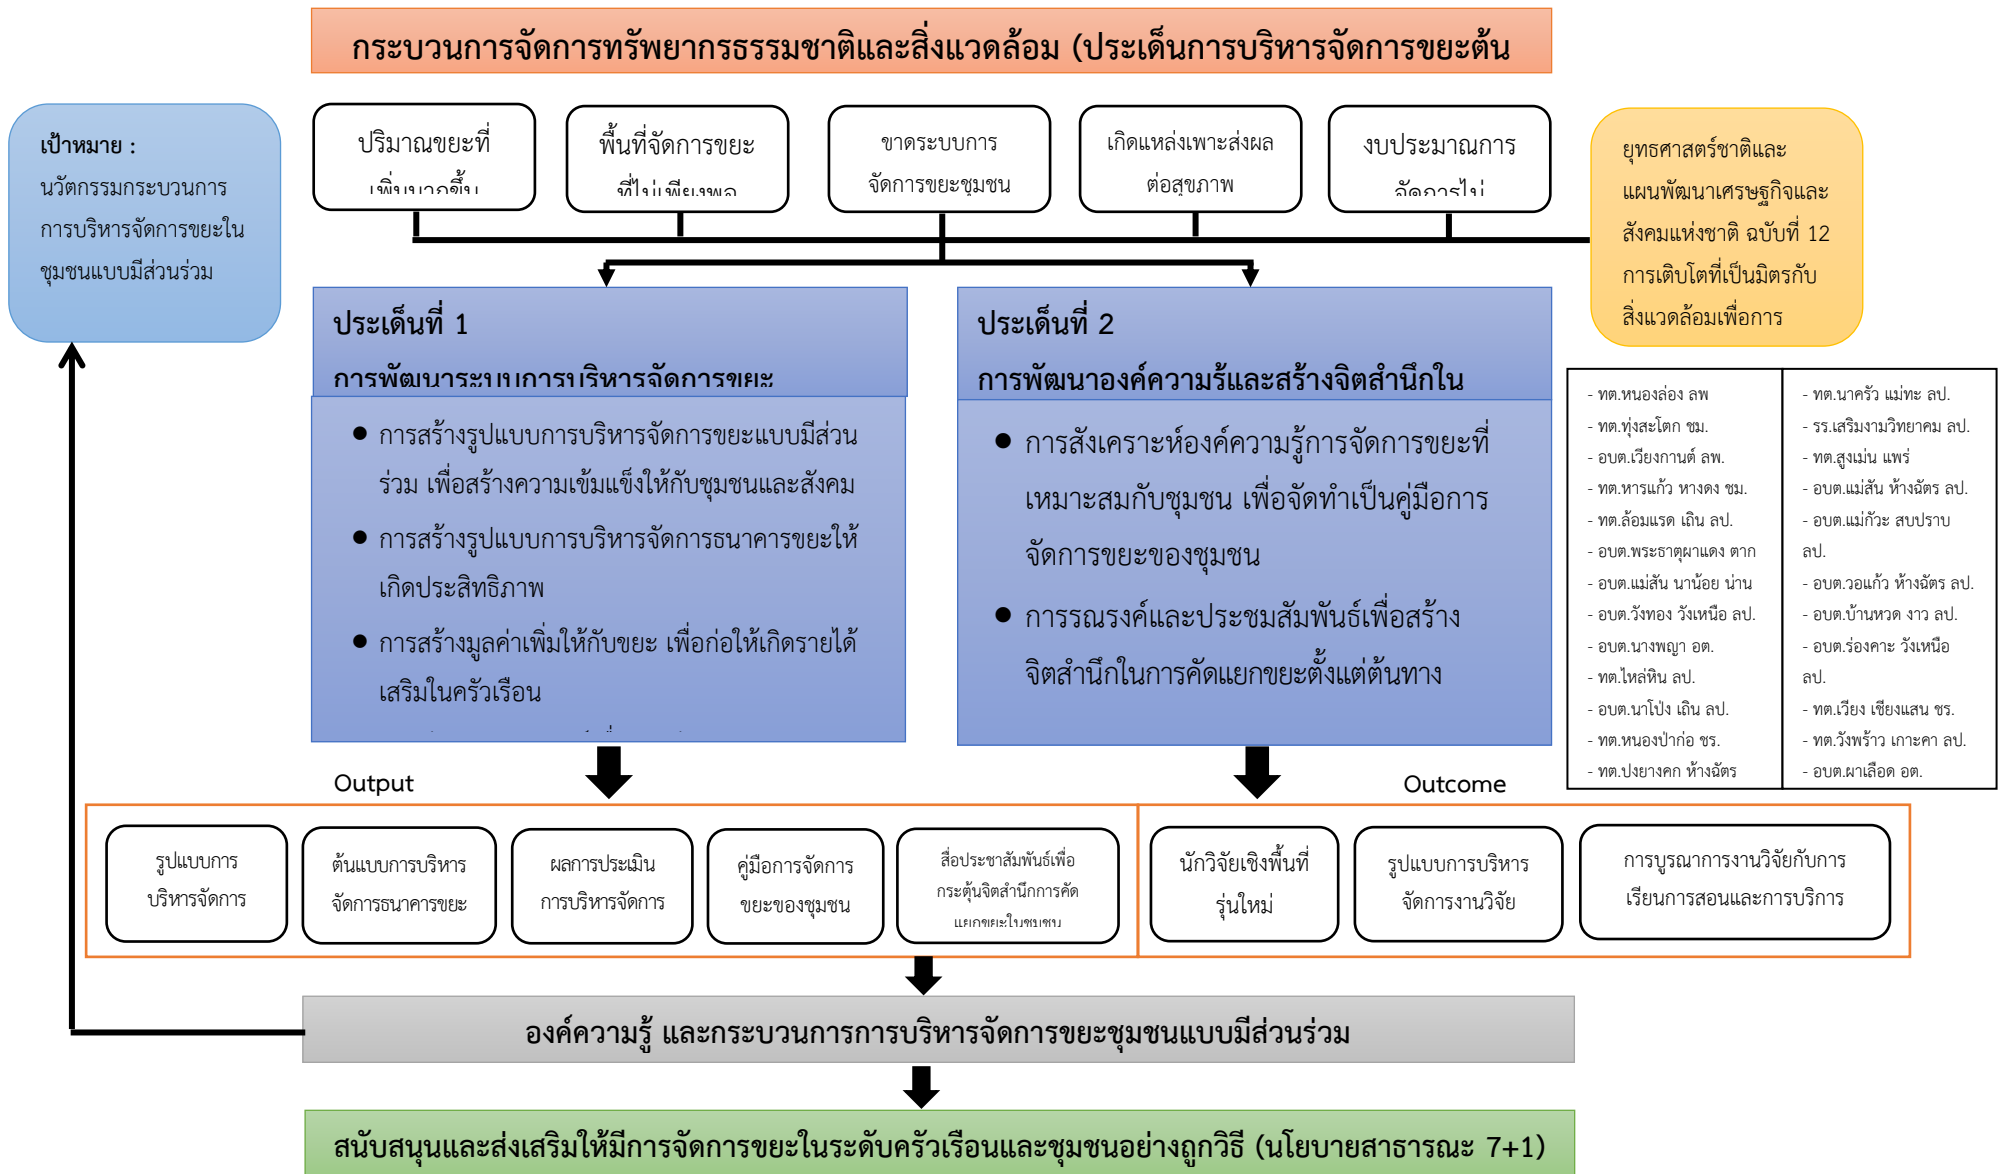 กระบวนการจัดการทรัพยากรธรรมชาติและสิ่งแวดล้อม (ประเด็นการบริหารจัดการขยะต้น
เป้าหมาย :
นวัตกรรมกระบวนการ
การบริหารจัดการขยะใน
ชุมชนแบบมีส่วนร่วม
ปริมาณขยะที่
เพิ่มมากขึ้น
พื้นที่จัดการขยะ
ที่ไม่เพียงพอ
ขาดระบบการ
จัดการขยะชุมชน
เกิดแหล่งเพาะส่งผล
ต่อสุขภาพ
งบประมาณการ
จัดการไม่
ยุทธศาสตร์ชาติและ
แผนพัฒนาเศรษฐกิจและ
สังคมแห่งชาติ ฉบับที่ 12
การเติบโตที่เป็นมิตรกับ
สิ่งแวดล้อมเพื่อการ
ประเด็นที่ 1
การพัฒนาระบบการบริหารจัดการขยะ
● การสร้างรูปแบบการบริหารจัดการขยะแบบมีส่วน
ร่วม เพื่อสร้างความเข้มแข็งให้กับชุมชนและสังคม
● การสร้างรูปแบบการบริหารจัดการธนาคารขยะให้
เกิดประสิทธิภาพ
● การสร้างมูลค่าเพิ่มให้กับขยะ เพื่อก่อให้เกิดรายได้
เสริมในครัวเรือน
ประเด็นที่ 2
การพัฒนาองค์ความรู้และสร้างจิตสำนึกใน
● การสังเคราะห์องค์ความรู้การจัดการขยะที่
เหมาะสมกับชุมชน เพื่อจัดทำเป็นคู่มือการ
จัดการขยะของชุมชน
● การรณรงค์และประชมสัมพันธ์เพื่อสร้าง
จิตสำนึกในการคัดแยกขยะตั้งแต่ต้นทาง
- ทต.หนองล่อง ลพ
- ทต.ทุ่งสะโตก ชม.
- อบต.เวียงกานต์ ลพ.
- ทต.หารแก้ว หางดง ชม.
- ทต.ล้อมแรด เถิน ลป.
- อบต.พระธาตุผาแดง ตาก
- อบต.แม่สัน นาน้อย น่าน
- อบต.วังทอง วังเหนือ ลป.
- อบต.นางพญา อต.
- ทต.ไหล่หิน ลป.
- อบต.นาโป่ง เถิน ลป.
- ทต.หนองป่าก่อ ชร.
- ทต.ปงยางคก ห้างฉัตร
- ทต.นาครัว แม่ทะ ลป.
- รร.เสริมงามวิทยาคม ลป.
- ทต.สูงเม่น แพร่
- อบต.แม่สัน ห้างฉัตร ลป.
- อบต.แม่กัวะ สบปราบ
ลป.
- อบต.วอแก้ว ห้างฉัตร ลป.
- อบต.บ้านหวด งาว ลป.
- อบต.ร่องคาะ วังเหนือ
ลป.
- ทต.เวียง เชียงแสน ชร.
- ทต.วังพร้าว เกาะคา ลป.
- อบต.ผาเลือด อต.
Output
Outcome
รูปแบบการ
บริหารจัดการ
ต้นแบบการบริหาร
จัดการธนาคารขยะ
ผลการประเมิน
การบริหารจัดการ
คู่มือการจัดการ
ขยะของชุมชน
สื่อประชาสัมพันธ์เพื่อ
กระตุ้นจิตสำนึกการคัด
แยกขยะในชุมชน
นักวิจัยเชิงพื้นที่
รุ่นใหม่
รูปแบบการบริหาร
จัดการงานวิจัย
การบูรณาการงานวิจัยกับการ
เรียนการสอนและการบริการ
องค์ความรู้ และกระบวนการการบริหารจัดการขยะชุมชนแบบมีส่วนร่วม
สนับสนุนและส่งเสริมให้มีการจัดการขยะในระดับครัวเรือนและชุมชนอย่างถูกวิธี (นโยบายสาธารณะ 7+1)